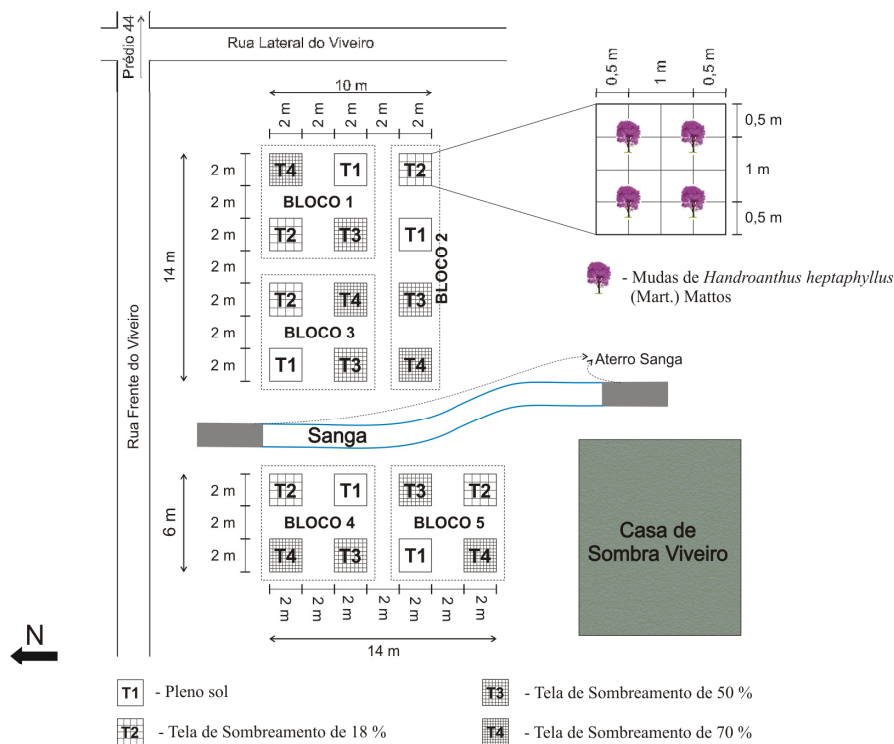 Prédio 44
Rua Lateral do Viveiro
10 m
2 m
2 m
2 m
2 m
2 m
0,5 m
1 m
0,5 m
0,5 m
1 m
0,5 m
14 m
2 m
2 m
2 m
2 m
2 m
2 m
2 m
T4
T1
BLOCO 1
T2
T3
T2
T1
BLOCO 2
T3
T4
T2
T4
BLOCO 3
T1
T3
- Mudas de Handroanthus heptaphyllus
(Mart.) Mattos
Rua Frente do Viveiro
Aterro Sanga
Sanga
6 m
2 m
2 m
2 m
T2
T1
BLOCO 4
T4
T3
T3
T2
BLOCO 5
T1
T4
2 m
2 m
2 m
2 m
2 m
2 m
2 m
14 m
Casa de
Sombra Viveiro
N
T1 - Pleno sol
T2 - Tela de Sombreamento de 18 %
T3 - Tela de Sombreamento de 50 %
T4 - Tela de Sombreamento de 70 %